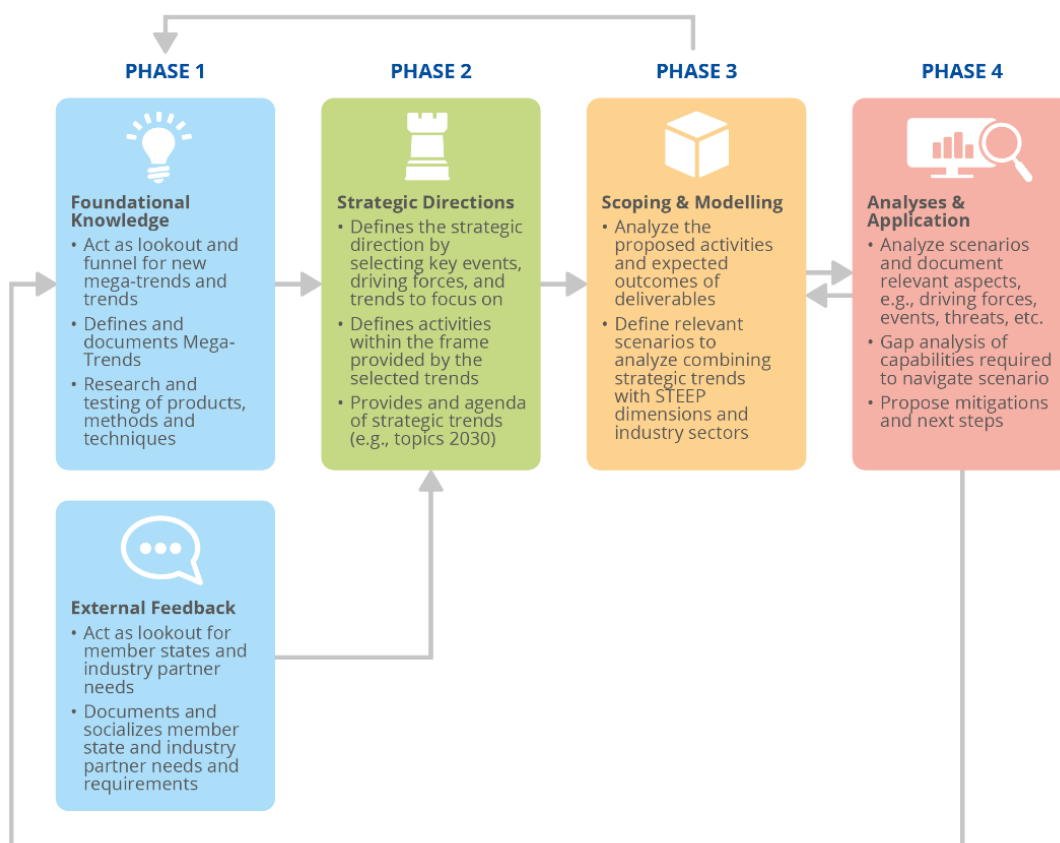 PHASE 1
PHASE 2
PHASE 3
PHASE 4
Foundational
Knowledge
• Act as lookout and
funnel for new
mega-trends and
trends
• Defines and
documents Mega-
Trends
• Research and
testing of products,
methods and
techniques
Strategic Directions
• Defines the strategic
direction by
selecting key events,
driving forces, and
trends to focus on
• Defines activities
within the frame
provided by the
selected trends
• Provides and agenda
of strategic trends
(e.g., topics 2030)
Scoping & Modelling
• Analyze the
proposed activities
and expected
outcomes of
deliverables
• Define relevant
scenarios to
analyze combining
strategic trends
with STEEP
dimensions and
industry sectors
Analyses &
Application
• Analyze scenarios
and document
relevant aspects,
e.g., driving forces,
events, threats, etc.
• Gap analysis of
capabilities required
to navigate scenario
• Propose mitigations
and next steps
External Feedback
• Act as lookout for
member states and
industry partner
needs
• Documents and
socializes member
state and industry
partner needs and
requirements